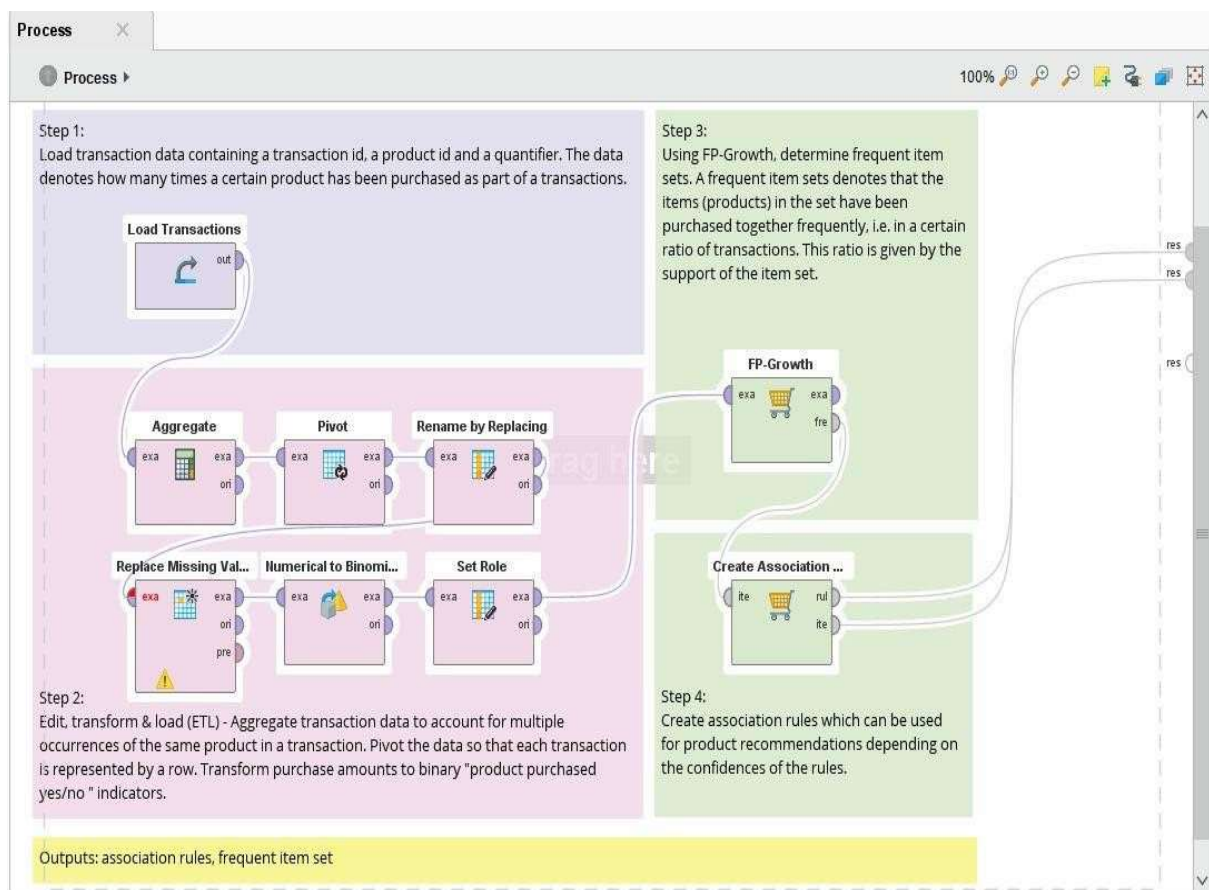 Process
Process
100%
Step 1:
Load transaction data containing a transaction id, a product id and a quantifier. The data
denotes how many times a certain product has been purchased as part of a transactions.
Load Transactions
out
Aggregate
exa
exa
ori
Pivot
exa
exa
ori
Rename by Replacing
exa
exa
ori
Replace Missing Val...
exa
exa
ori
pre
Numerical to Binomi...
exa
exa
ori
Set Role
exa
exa
ori
Step 2:
Edit, transform & load (ETL) - Aggregate transaction data to account for multiple
occurrences of the same product in a transaction. Pivot the data so that each transaction
is represented by a row. Transform purchase amounts to binary "product purchased
yes/no " indicators.
Step 3:
Using FP-Growth, determine frequent item
sets. A frequent item sets denotes that the
items (products) in the set have been
purchased together frequently, i.e. in a certain
ratio of transactions. This ratio is given by the
support of the item set.
FP-Growth
exa
exa
fre
here
Create Association ...
ite
rul
ite
Step 4:
Create association rules which can be used
for product recommendations depending on
the confidences of the rules.
res
res
res
Outputs: association rules, frequent item set